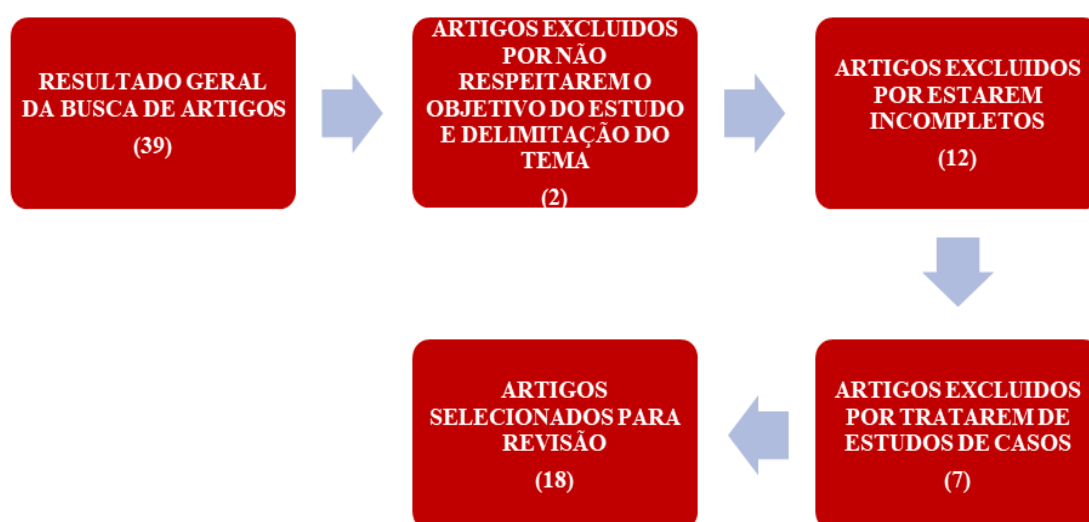 RESULTADO GERAL
DA BUSCA DE ARTIGOS
(39)
ARTIGOS EXCLUIDOS
POR NÃO
RESPEITAREM O
OBJETIVO DO ESTUDO
E DELIMITAÇÃO DO
TEMA
(2)
ARTIGOS EXCLUIDOS
POR ESTAREM
INCOMPLETOS
(12)
ARTIGOS EXCLUIDOS
POR TRATAREM DE
ESTUDOS DE CASOS
(7)
ARTIGOS
SELECIONADOS PARA
REVISÃO
(18)